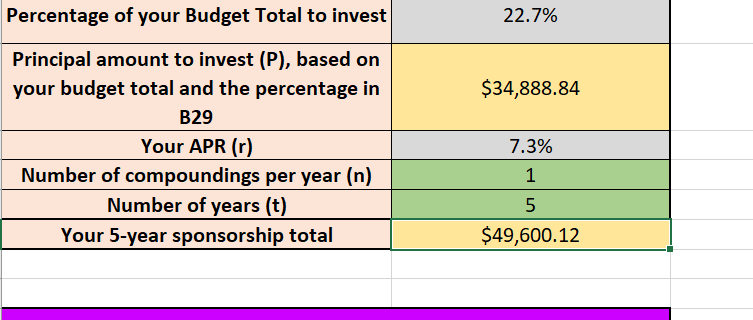 Percentage of your Budget Total to invest 22.7%
Principal amount to invest (P), based on
your budget total and the percentage in $34,888.84
B29
Your APR (r) 7.3%
Number of compoundings per year (n) 1
Number of years (t) 5
Your 5-year sponsorship total $49,600.12